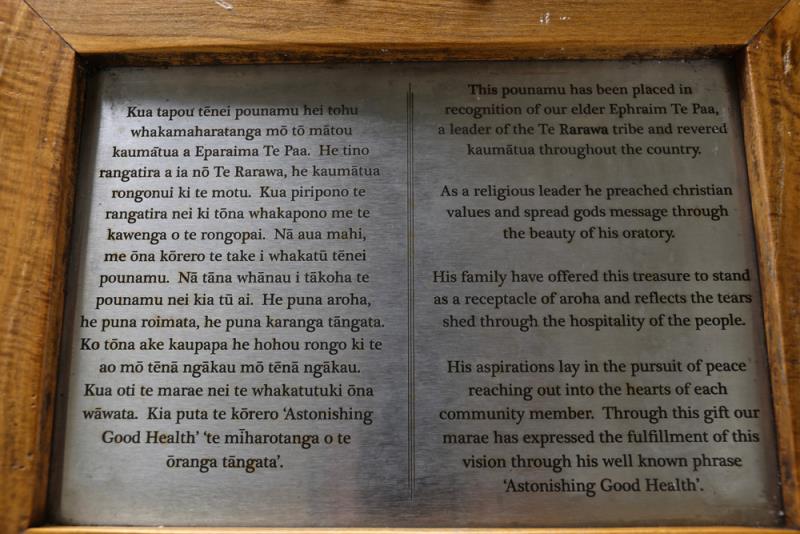 Kua tapou tēnei pounamu hei tohu
whakamaharatanga mō tō mātou
kaumātua a Eparaima Te Paa. He tino
rangatira a ia nō Te Rarawa, he kaumātua
rongonui ki te motu. Kua piripono te
rangatira nei ki tōna whakapono me te
kawenga o te rongopai. Nā aua mahi,
me ōna kōrero te take i whakatū tēnei
pounamu. Nā tāna whānau i tākoha te
pounamu nei kia tū ai. He puna aroha,
he puna roimata, he puna karanga tāngata.
Ko tōna ake kaupapa he hohou rongo ki te
ao mō tēnā ngākau mō tēnā ngākau.
Kua oti te marae nei te whakatutuki ōna
wāwata. Kia puta te kōrero ‘Astonishing
Good Health’ ‘te mīharotanga o te
ōranga tāngata’.
This pounamu has been placed in
recognition of our elder Ephraim Te Paa,
a leader of the Te Rarawa tribe and revered
kaumātua throughout the country.
As a religious leader he preached christian
values and spread gods message through
the beauty of his oratory.
His family have offered this treasure to stand
as a receptacle of aroha and reflects the tears
shed through the hospitality of the people.
His aspirations lay in the pursuit of peace
reaching out into the hearts of each
community member. Through this gift our
marae has expressed the fulfillment of this
vision through his well known phrase
‘Astonishing Good Health’.